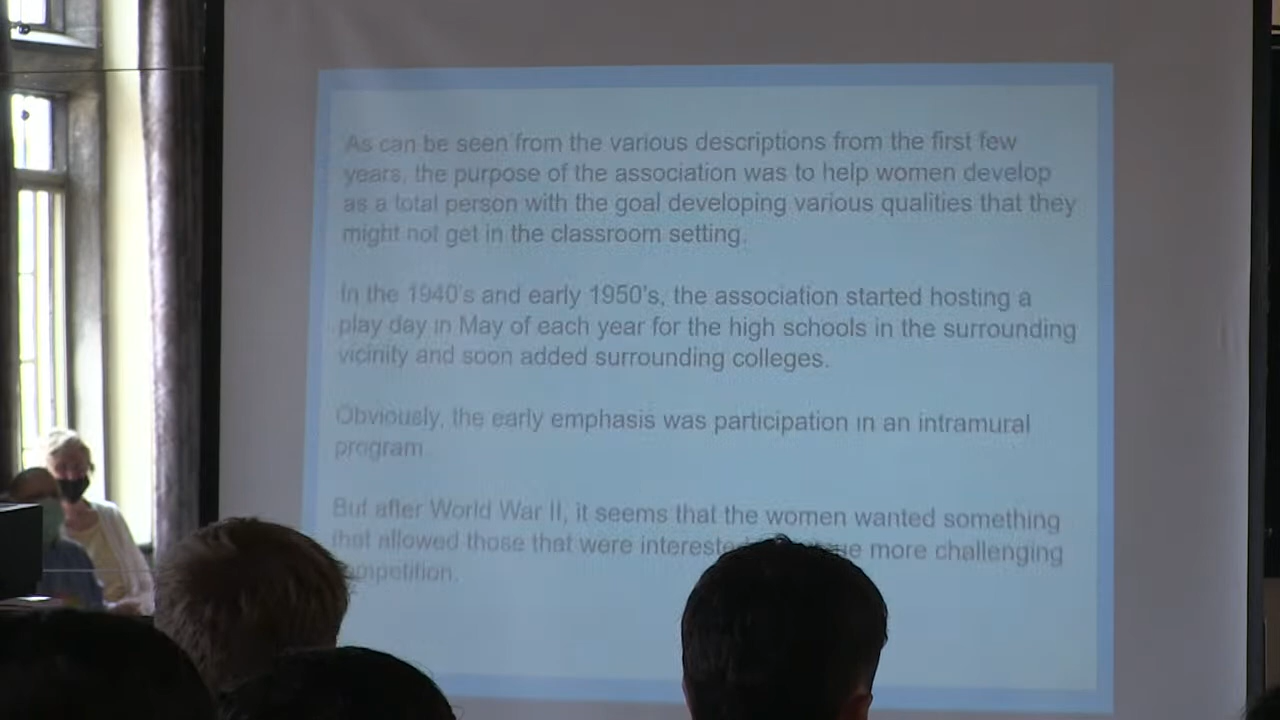 As can be seen from the various descriptions from the first few
years, the purpose of the association was to help women develop
as a total person with the goal developing various qualities that they
might not get in the classroom setting.
In the 1940's and early 1950's, the association started hosting a
play day in May of each year for the high schools in the surrounding
vicinity and soon added surrounding colleges.
Obviously, the early emphasis was participation in an intramural
program.
But after World War II, it seems that the women wanted something
that allowed those that were more challenging